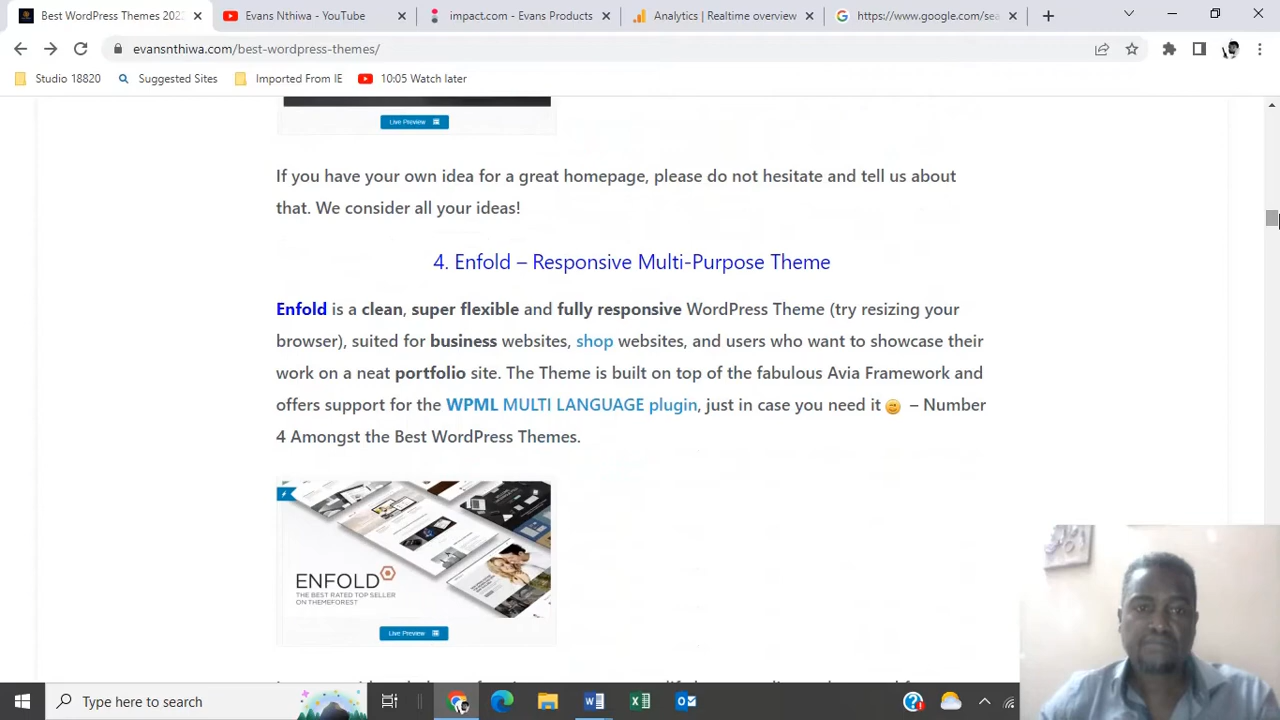 Best WordPress Themes 202
Evans Nthiwa - YouTube
impact.com - Evans Products
Analytics | Realtime overview
https://www.google.com/see
evansnthiwa.com/best-wordpress-themes/
Studio 18820
Suggested Sites
Imported From IE
10:05 Watch later
Live Preview
If you have your own idea for a great homepage, please do not hesitate and tell us about
that. We consider all your ideas!
4. Enfold – Responsive Multi-Purpose Theme
Enfold is a clean, super flexible and fully responsive WordPress Theme (try resizing your
browser), suited for business websites, shop websites, and users who want to showcase their
work on a neat portfolio site. The Theme is built on top of the fabulous Avia Framework and
offers support for the WPML MULTI LANGUAGE plugin, just in case you need it 😉 – Number
4 Amongst the Best WordPress Themes.
ENFOLD
THE BEST RATED TOP SELLER
ON THEMEFOREST
Live Preview
Type here to search